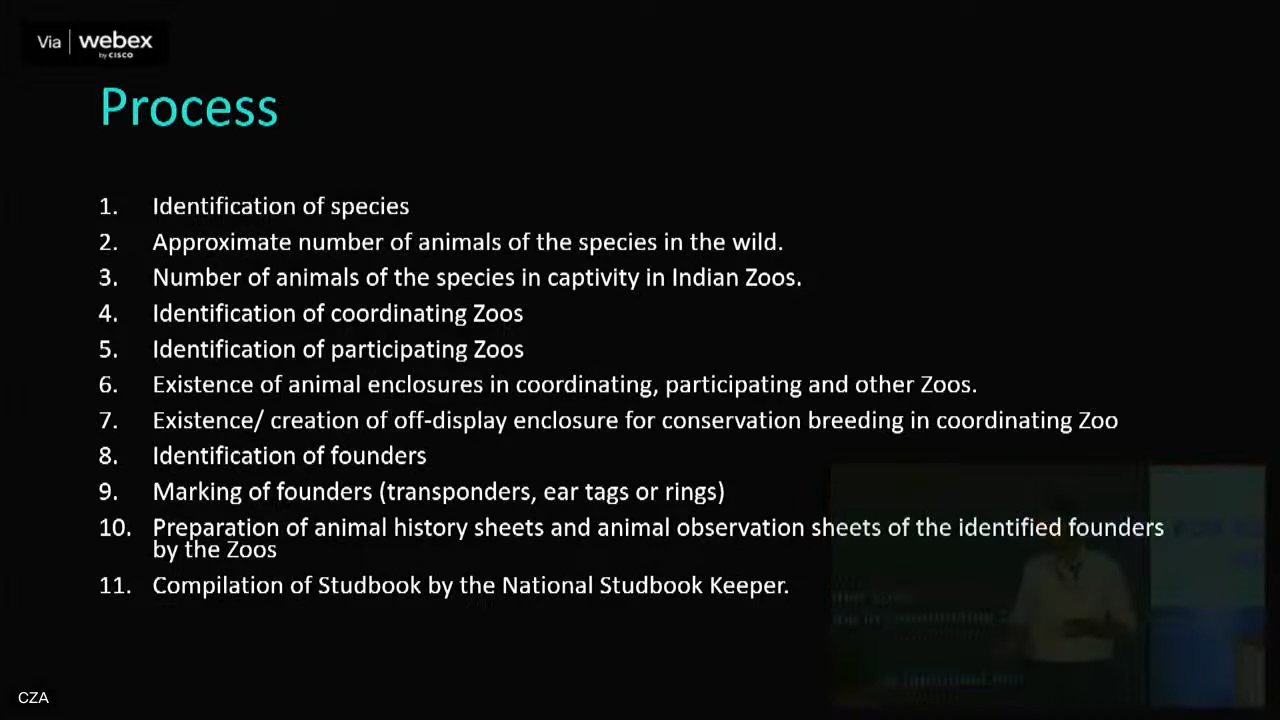 Via webex
by CISCO
Process
1. Identification of species
2. Approximate number of animals of the species in the wild.
3. Number of animals of the species in captivity in Indian Zoos.
4. Identification of coordinating Zoos
5. Identification of participating Zoos
6. Existence of animal enclosures in coordinating, participating and other Zoos.
7. Existence/ creation of off-display enclosure for conservation breeding in coordinating Zoo
8. Identification of founders
9. Marking of founders (transponders, ear tags or rings)
10. Preparation of animal history sheets and animal observation sheets of the identified founders
by the Zoos
11. Compilation of Studbook by the National Studbook Keeper.
CZA